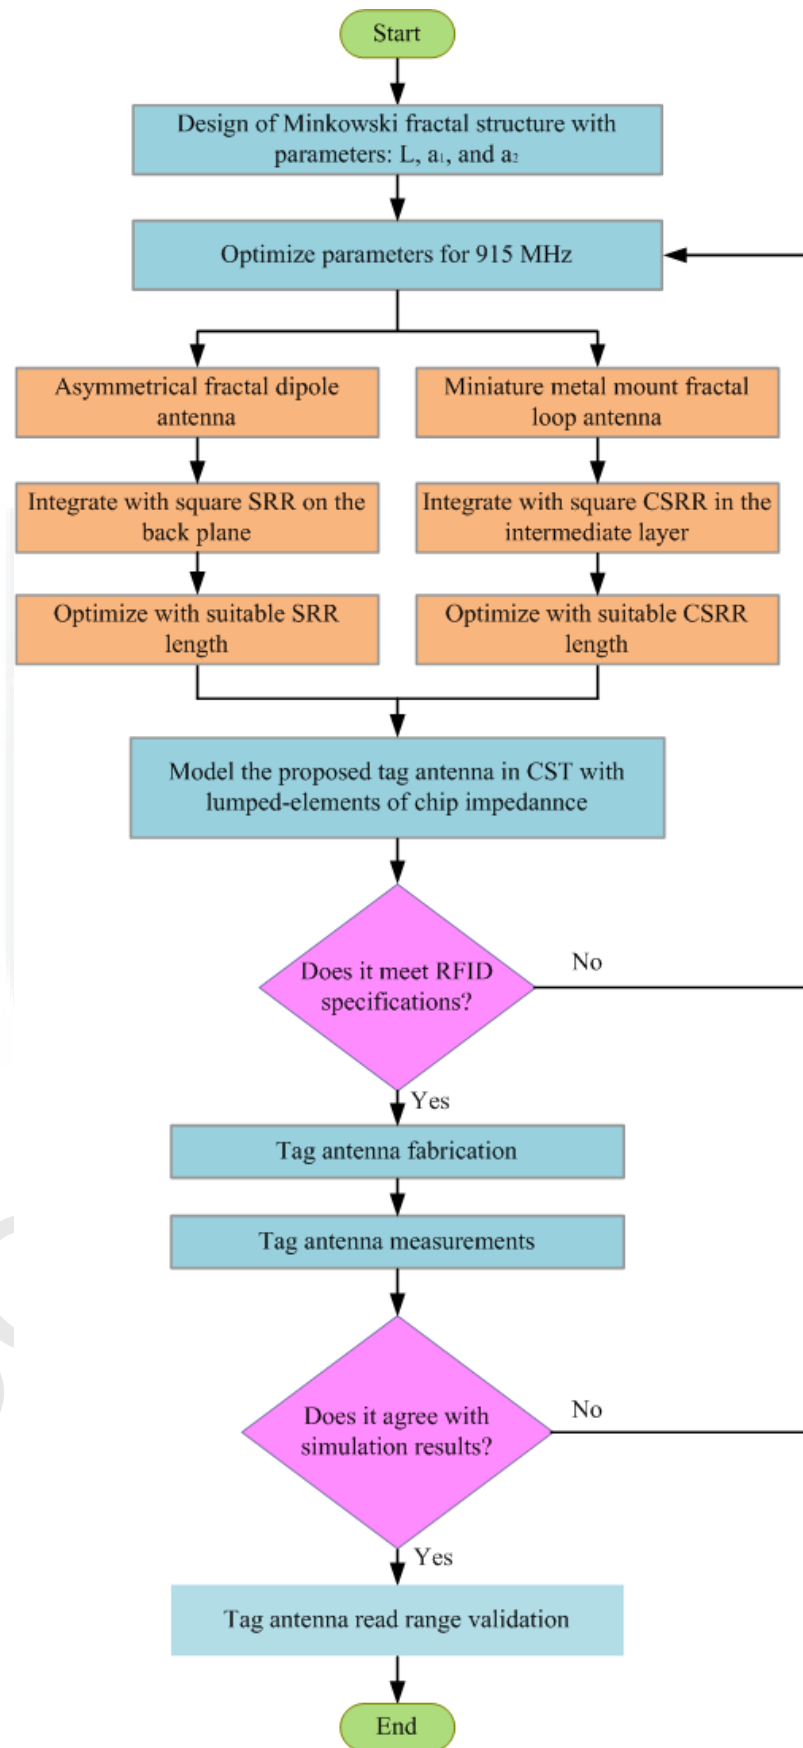 Start
Design of Minkowski fractal structure with
parameters: L, a₁, and a₂
Optimize parameters for 915 MHz
Asymmetrical fractal dipole
antenna
Miniature metal mount fractal
loop antenna
Integrate with square SRR on the
back plane
Integrate with square CSRR in the
intermediate layer
Optimize with suitable SRR
length
Optimize with suitable CSRR
length
Model the proposed tag antenna in CST with
lumped-elements of chip impedannce
Does it meet RFID
specifications?
No
Yes
Tag antenna fabrication
Tag antenna measurements
Does it agree with
simulation results?
No
Yes
Tag antenna read range validation
End